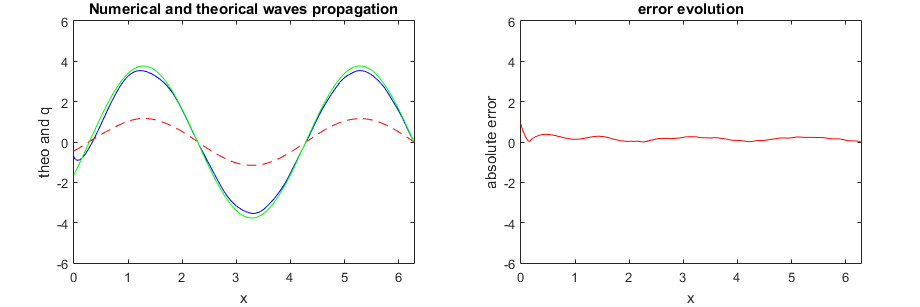 Numerical and theorical waves propagation
6
4
2
0
-2
-4
-6
theo and q
0 1 2 3 4 5 6
x
error evolution
6
4
2
0
-2
-4
-6
absolute error
0 1 2 3 4 5 6
x